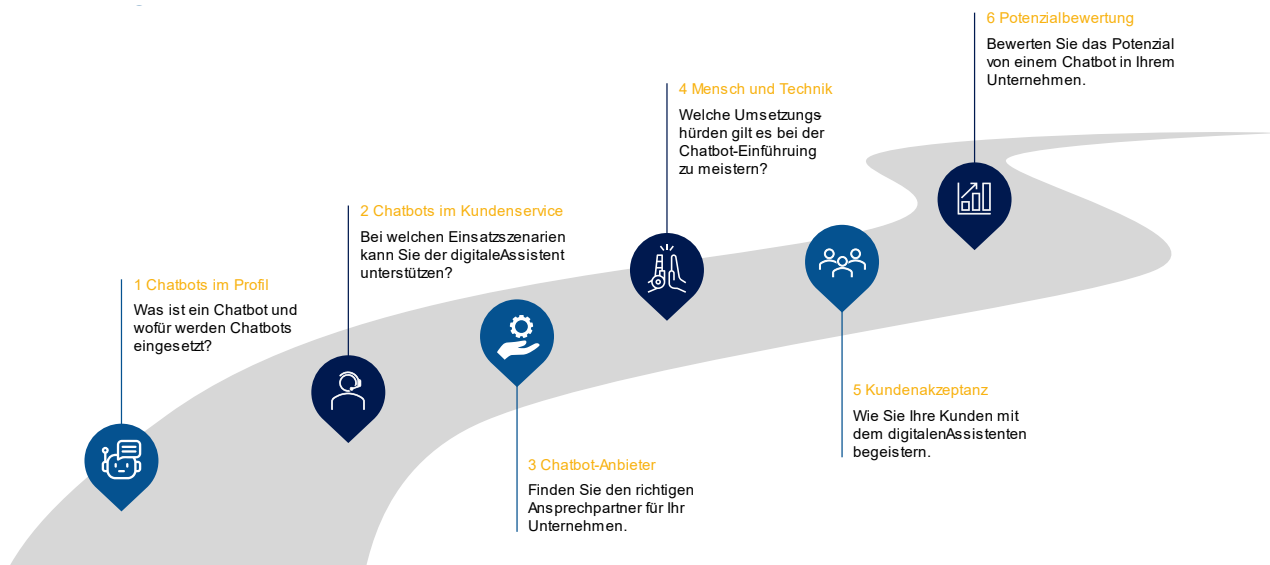 1 Chatbots im Profil
Was ist ein Chatbot und
wofür werden Chatbots
eingesetzt?
2 Chatbots im Kundenservice
Bei welchen Einsatzszenarien
kann Sie der digitaleAssistent
unterstützen?
3 Chatbot-Anbieter
Finden Sie den richtigen
Ansprechpartner für Ihr
Unternehmen.
4 Mensch und Technik
Welche Umsetzungs-
hürden gilt es bei der
Chatbot-Einführuing
zu meistern?
5 Kundenakzeptanz
Wie Sie Ihre Kunden mit
dem digitalenAssistenten
begeistern.
6 Potenzialbewertung
Bewerten Sie das Potenzial
von einem Chatbot in Ihrem
Unternehmen.